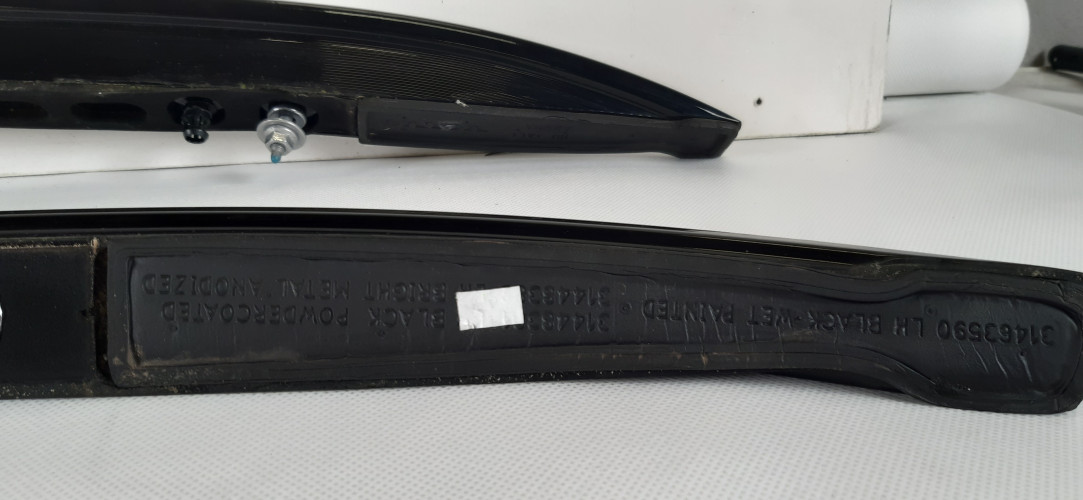 31463590 LH BLACK WET PAINTED
BLACK POWDERCOATED
BRIGHT METAL ANODIZED